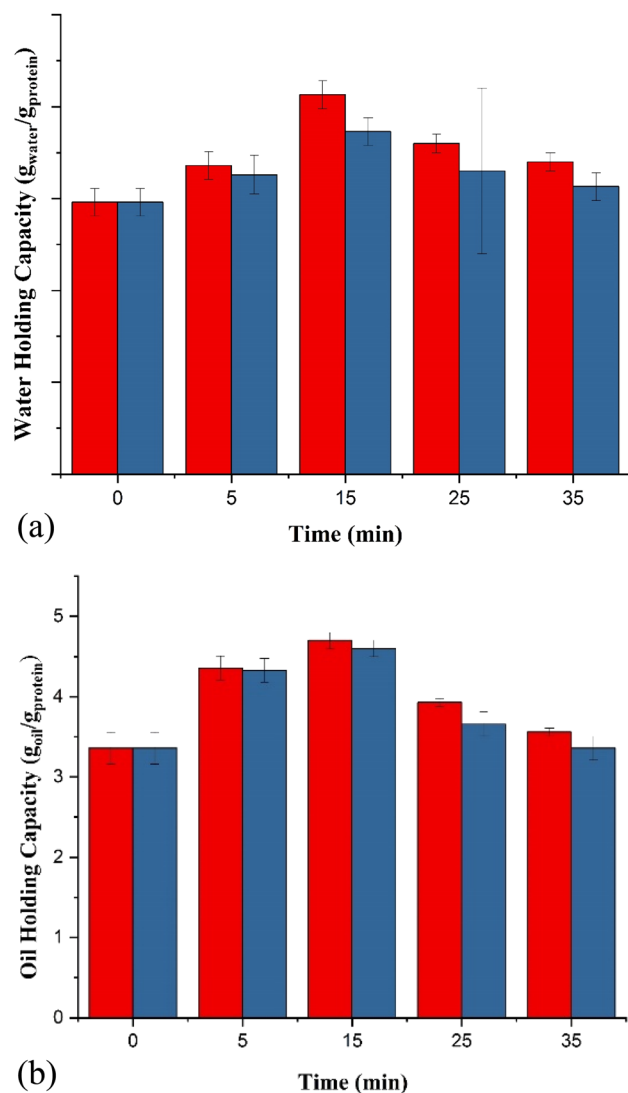 Water Holding Capacity (gwater/gprotein)
0 5 15 25 35
Time (min)
(a)
Oil Holding Capacity (goil/gprotein)
5
4
3
2
1
0
0 5 15 25 35
Time (min)
(b)